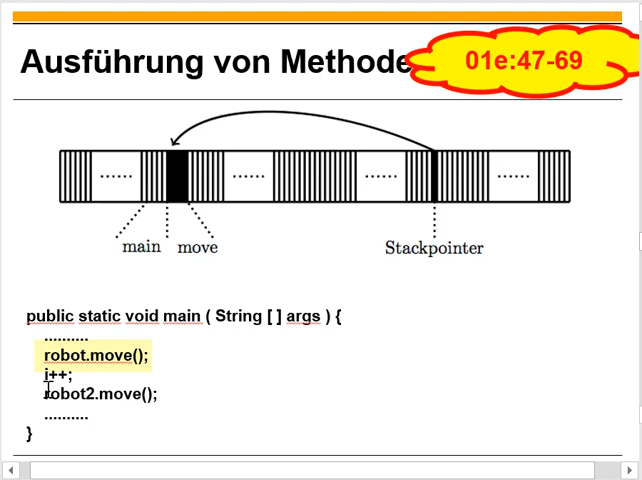 Ausführung von Methode
01e:47-69
...... ...... ...... ......
main move Stackpointer
public static void main ( String [ ] args ) {
..........
robot.move();
i++;
robot2.move();
..........
}